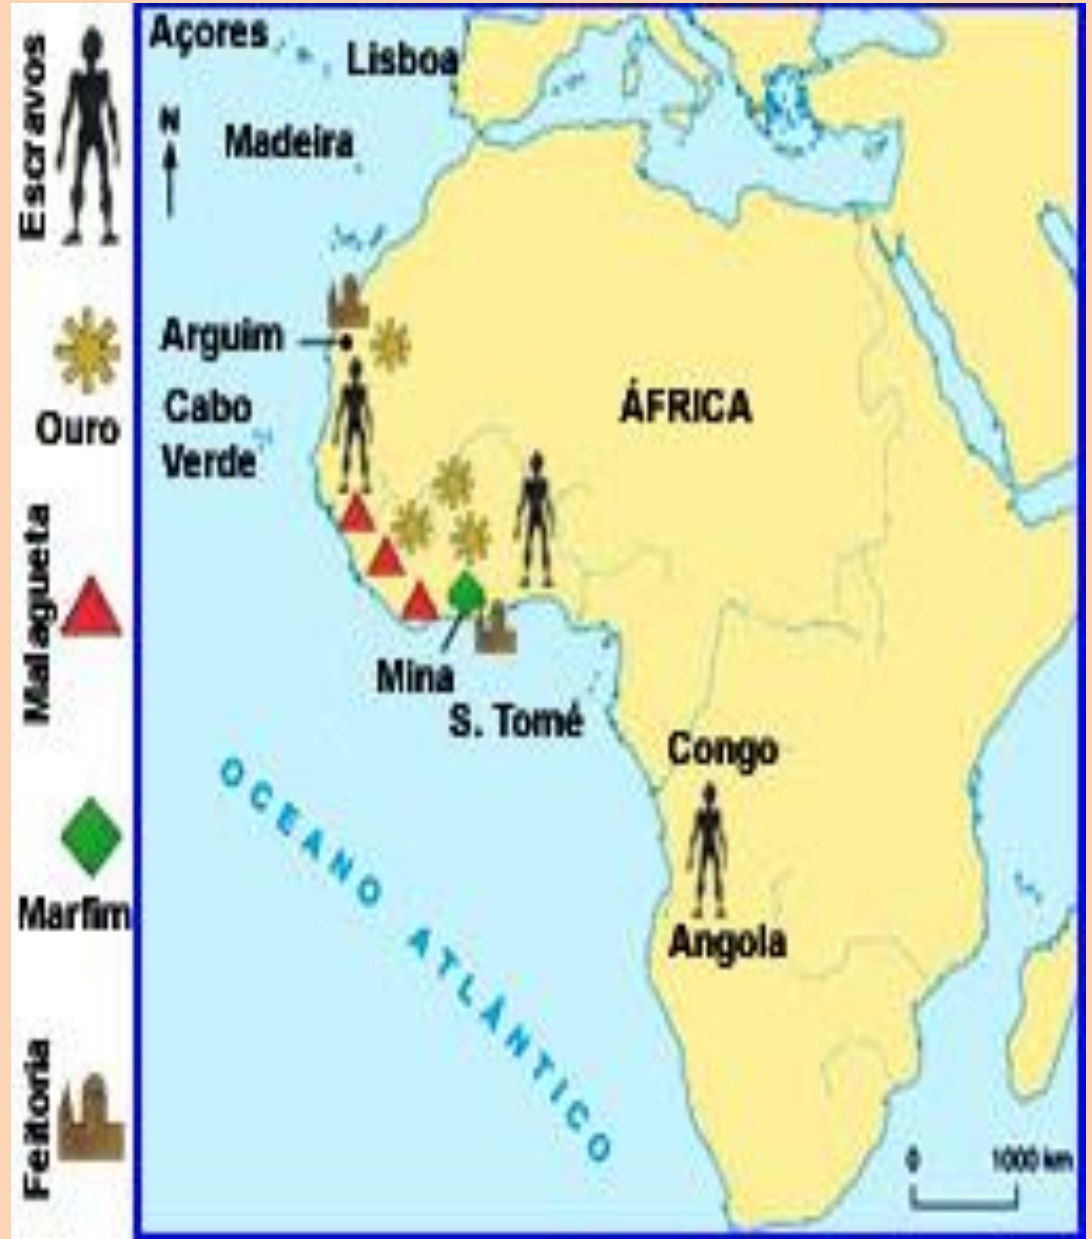 Escravos
Ouro
Malagueta
Marfim
Feitoria
Açores
Lisboa
N
Madeira
Arguim
Cabo
Verde
ÁFRICA
Mina
S. Tomé
Congo
Angola
OCEANO ATLÂNTICO
0 1000 km